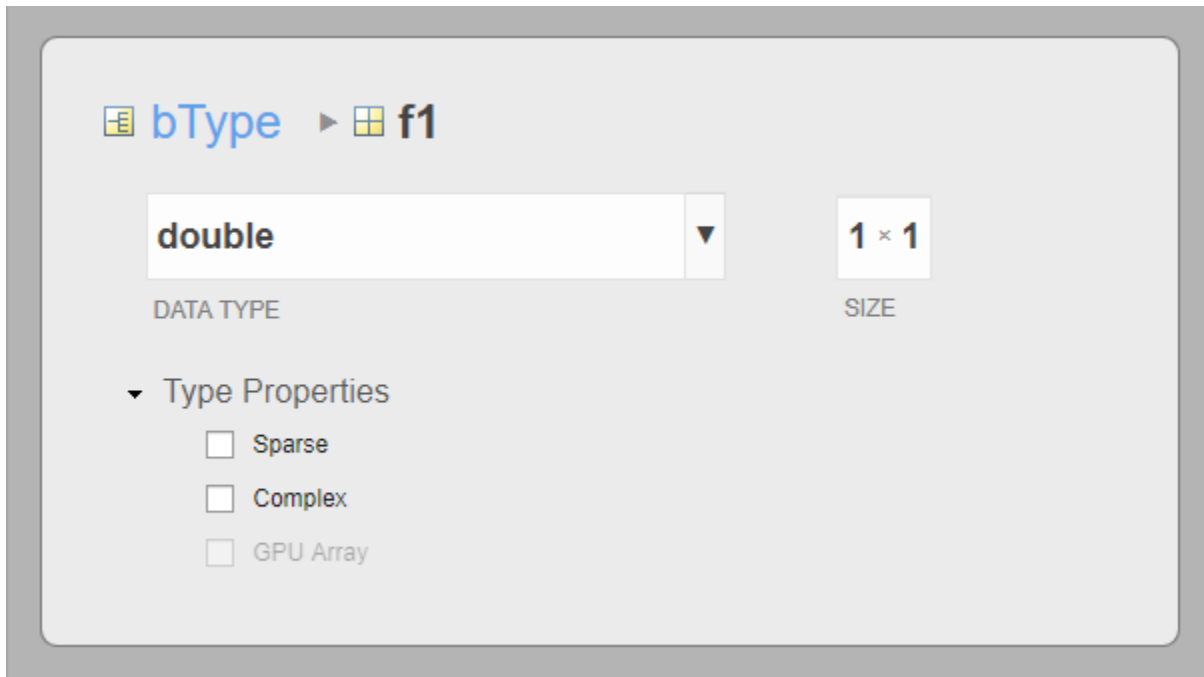 bType ▸ f1
double ▼ 1 × 1
DATA TYPE SIZE
Type Properties
Sparse
Complex
GPU Array